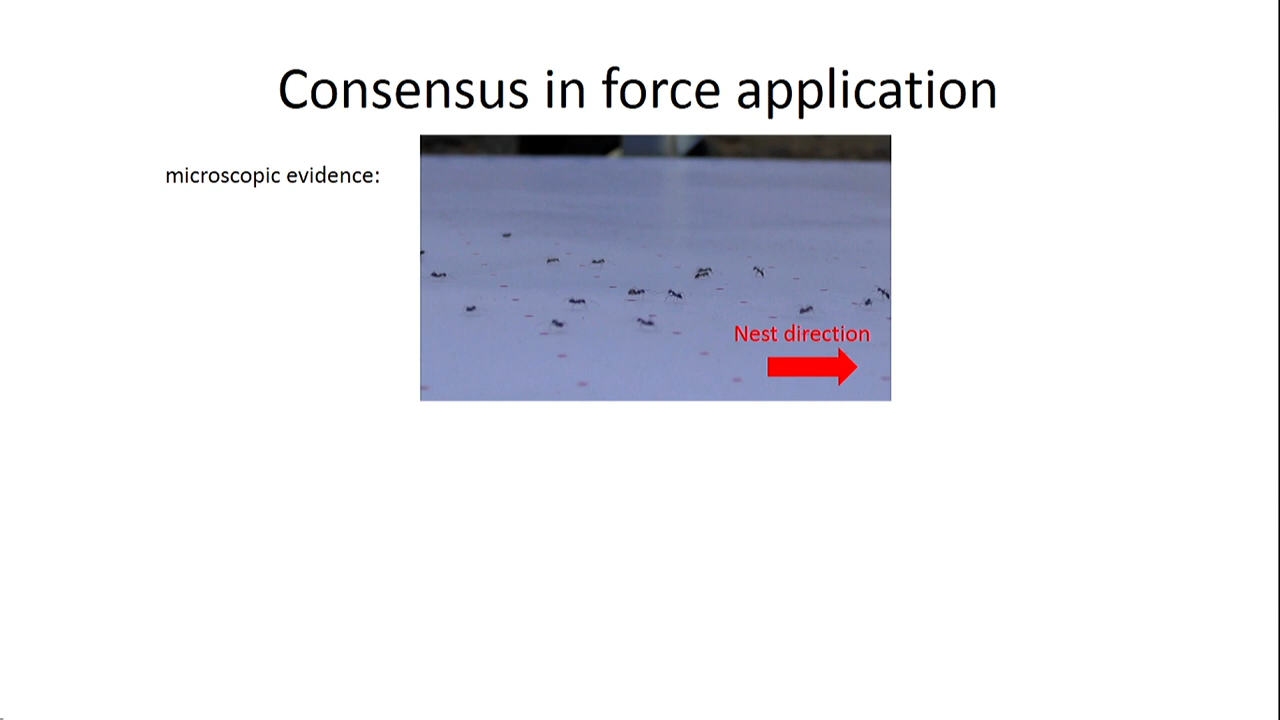 Consensus in force application
microscopic evidence:
Nest direction